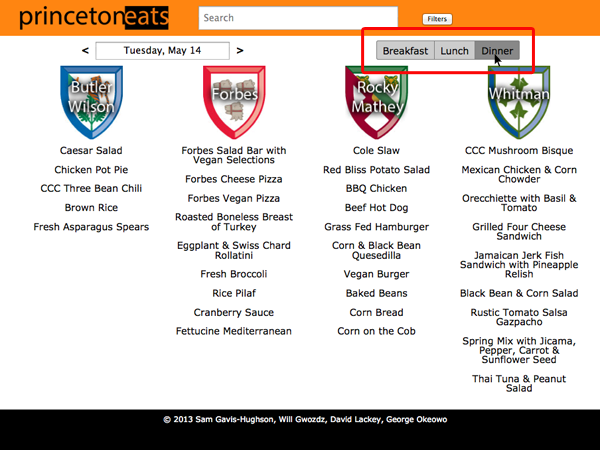 princetoneats
Search
Filters
<
Tuesday, May 14
>
Breakfast
Lunch
Dinner
Butler
Wilson
Caesar Salad
Chicken Pot Pie
CCC Three Bean Chili
Brown Rice
Fresh Asparagus Spears
Forbes
Forbes Salad Bar with
Vegan Selections
Forbes Cheese Pizza
Forbes Vegan Pizza
Roasted Boneless Breast
of Turkey
Eggplant & Swiss Chard
Rollatini
Fresh Broccoli
Rice Pilaf
Cranberry Sauce
Fettucine Mediterranean
Rocky
Mathey
Cole Slaw
Red Bliss Potato Salad
BBQ Chicken
Beef Hot Dog
Grass Fed Hamburger
Corn & Black Bean
Quesedilla
Vegan Burger
Baked Beans
Corn Bread
Corn on the Cob
Whitman
CCC Mushroom Bisque
Mexican Chicken & Corn
Chowder
Orecchiette with Basil &
Tomato
Grilled Four Cheese
Sandwich
Jamaican Jerk Fish
Sandwich with Pineapple
Relish
Black Bean & Corn Salad
Rustic Tomato Salsa
Gazpacho
Spring Mix with Jicama,
Pepper, Carrot &
Sunflower Seed
Thai Tuna & Peanut
Salad
© 2013 Sam Gavis-Hughson, Will Gwozdz, David Lackey, George Okeowo